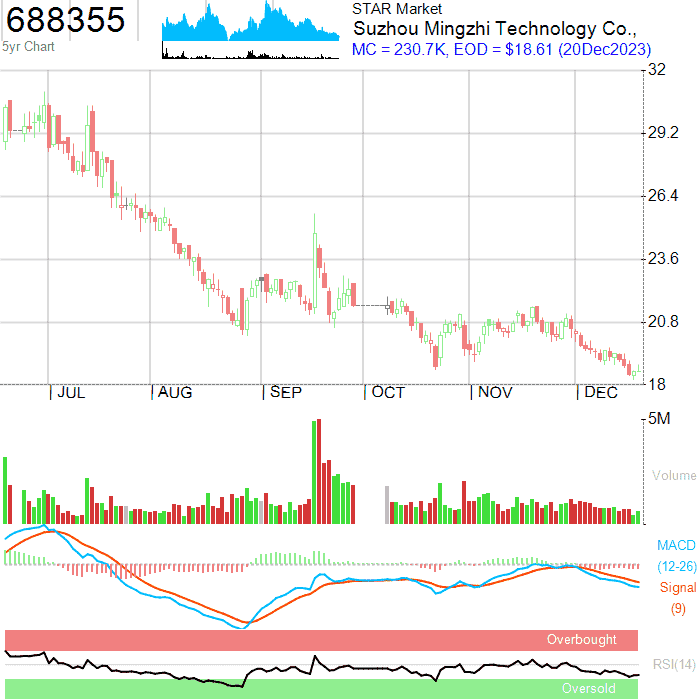 688355
5yr Chart
STAR Market
Suzhou Mingzhi Technology Co.,
MC = 230.7K, EOD = $18.61 (20Dec2023)
32
29.2
26.4
23.6
20.8
18
JUL AUG SEP OCT NOV DEC
5M
Volume
MACD
(12-26)
Signal
(9)
Overbought
RSI(14)
Oversold